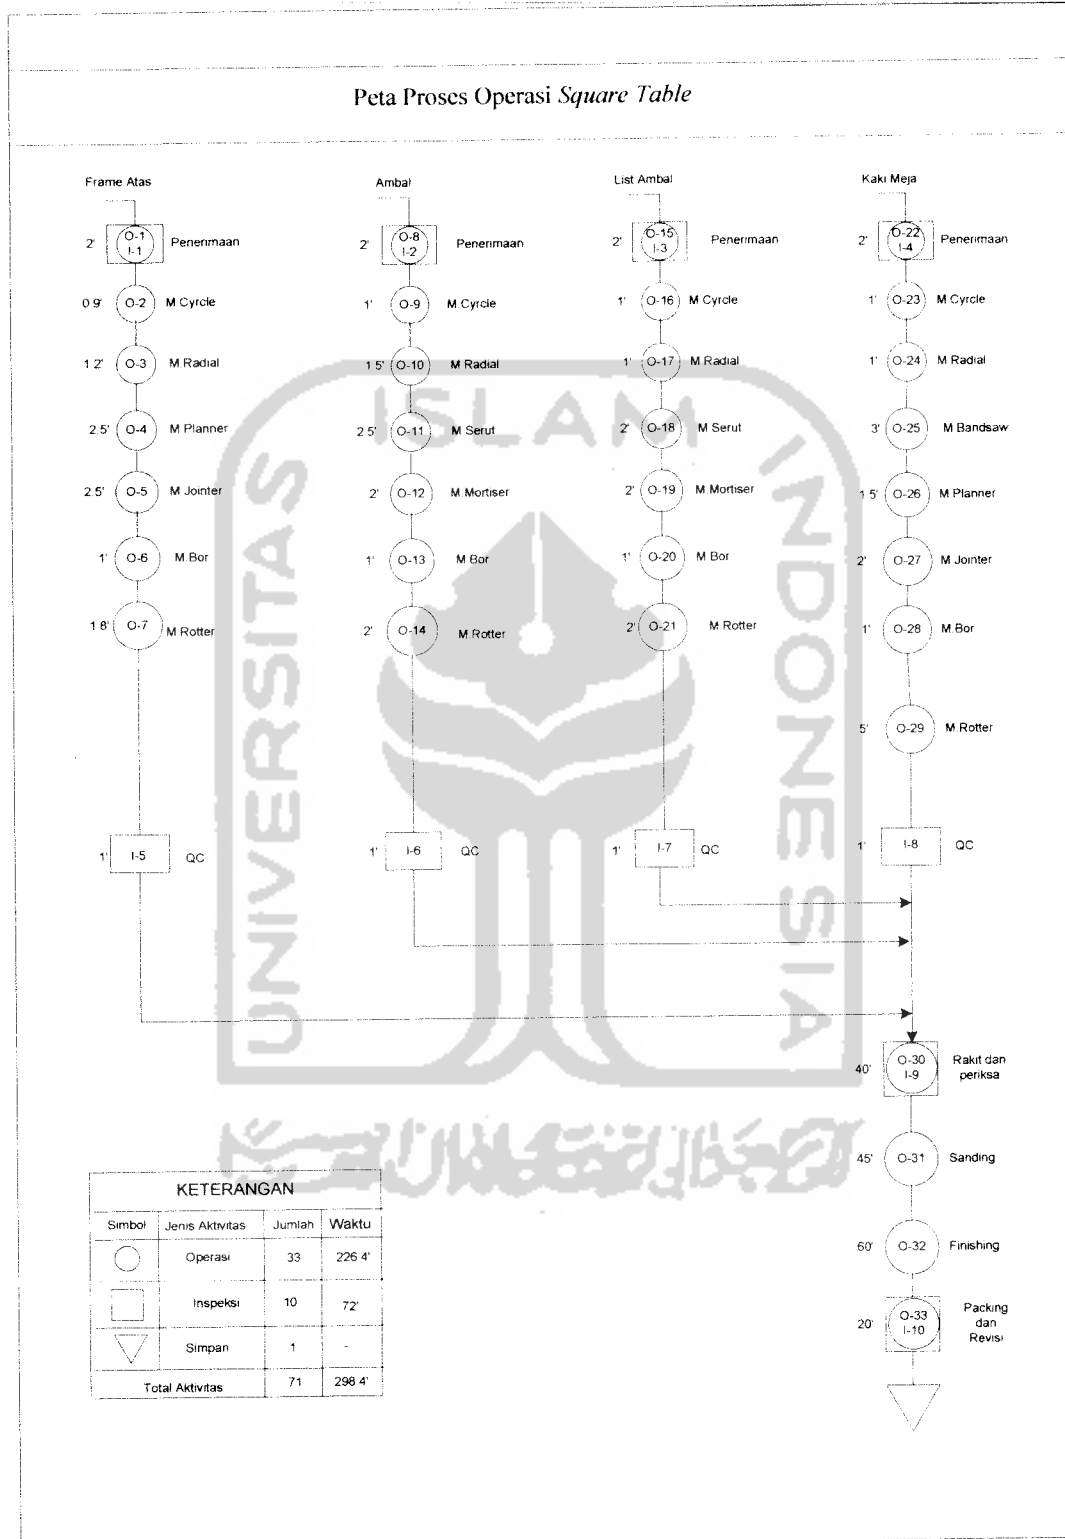 Peta Proses Operasi Square Table
Frame Atas
2'
O-1
I-1
Penerimaan
0.9'
O-2
M.Cyrcle
1 2'
O-3
M.Radial
2.5'
O-4
M Planner
2.5'
O-5
M Jointer
1'
O-6
M.Bor
1 8'
O-7
M Rotter
1'
I-5
QC
Ambal
2'
O-8
I-2
Penerimaan
1'
O-9
M.Cyrcle
1 5'
O-10
M Radial
2 5'
O-11
M Serut
2'
O-12
M.Mortiser
1'
O-13
M Bor
2'
O-14
M.Rotter
1'
I-6
QC
List Ambal
2'
O-15
I-3
Penerimaan
1'
O-16
M Cyrcle
1'
O-17
M Radial
2'
O-18
M Serut
2'
O-19
M.Mortiser
1'
O-20
M Bor
2'
O-21
M Rotter
1'
I-7
QC
Kaki Meja
2'
O-22
I-4
Penerimaan
1'
O-23
M Cyrcle
1'
O-24
M Radial
3'
O-25
M Bandsaw
1 5'
O-26
M Planner
2'
O-27
M Jointer
1'
O-28
M.Bor
5'
O-29
M.Rotter
1'
I-8
QC
40'
O-30
I-9
Rakit dan
periksa
45'
O-31
Sanding
60'
O-32
Finishing
20'
O-33
I-10
Packing
dan
Revisi
KETERANGAN
Simbol Jenis Aktivitas Jumlah Waktu
Operasi 33 226 4'
Inspeksi 10 72'
Simpan 1 -
Total Aktivitas 71 298 4'
UNIVERSITAS
ISLAM
INDONESIA